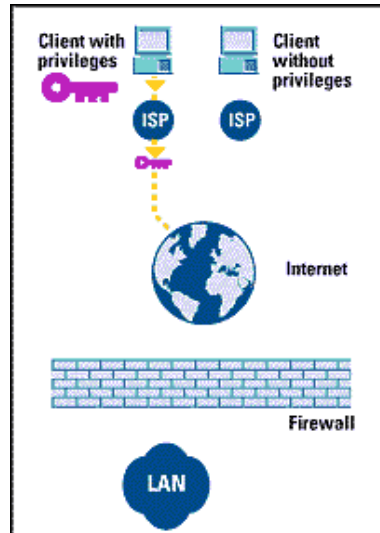 Client with
privileges
Client
without
privileges
ISP
ISP
Internet
Firewall
LAN